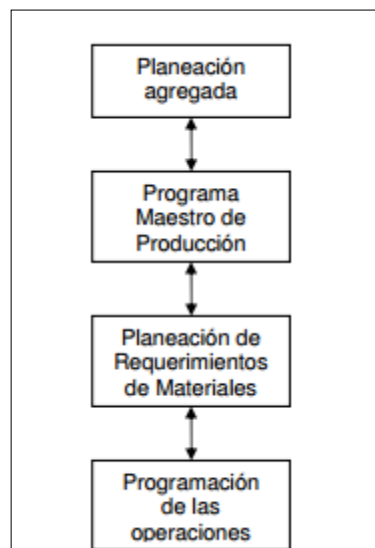 Planeación
agregada
Programa
Maestro de
Producción
Planeación de
Requerimientos
de Materiales
Programación
de las
operaciones